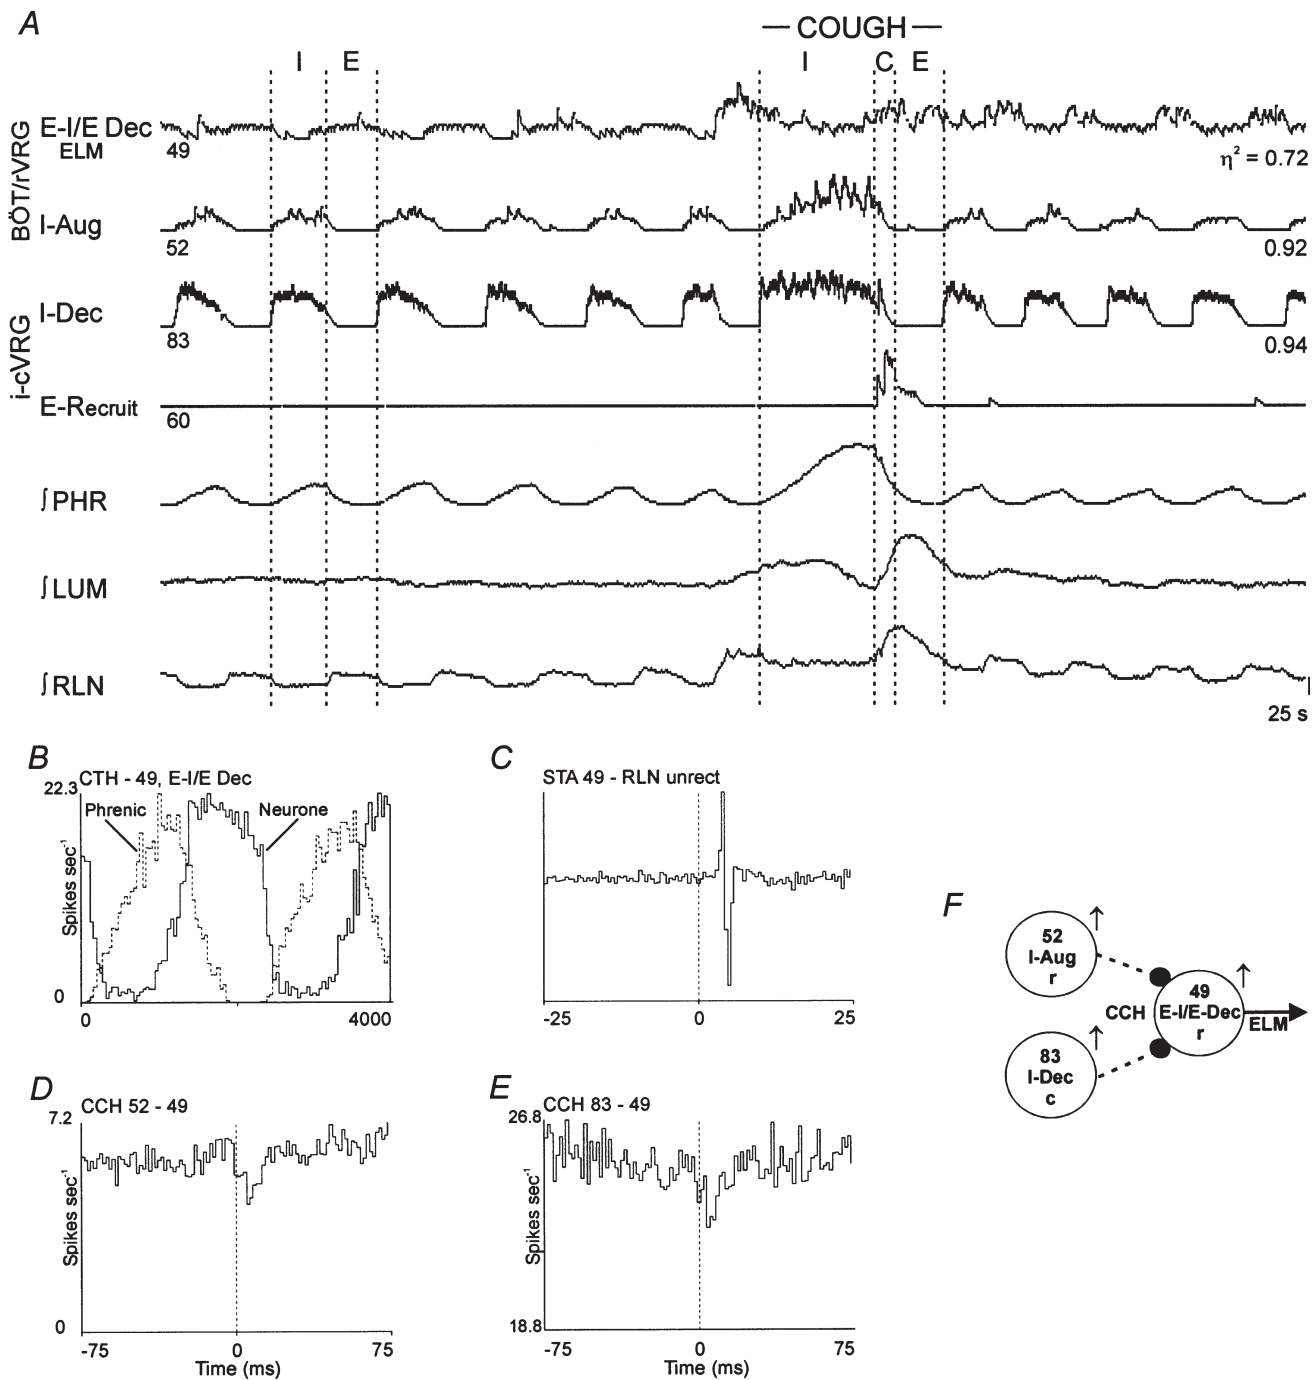 A
— COUGH —
I E I C E
BÖT/rVRG
E-I/E Dec
ELM
49
η² = 0.72
I-Aug
52
0.92
i-cVRG
I-Dec
83
0.94
E-Recruit
60
∫PHR
∫LUM
∫RLN
25 s
B
CTH - 49, E-I/E Dec
22.3
Phrenic
Neurone
Spikes sec⁻¹
0
0 4000
C
STA 49 - RLN unrect
-25 0 25
D
CCH 52 - 49
7.2
Spikes sec⁻¹
0
-75 0 75
Time (ms)
E
CCH 83 - 49
26.8
Spikes sec⁻¹
18.8
-75 0 75
Time (ms)
F
52
I-Aug
r
CCH
49
E-I/E-Dec
r
ELM
83
I-Dec
c